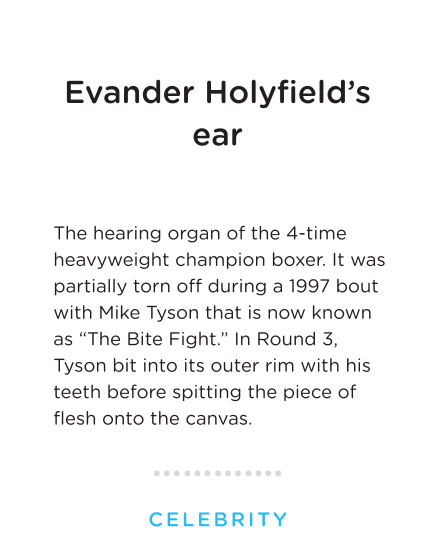 Evander Holyfield’s
ear
The hearing organ of the 4-time
heavyweight champion boxer. It was
partially torn off during a 1997 bout
with Mike Tyson that is now known
as “The Bite Fight.” In Round 3,
Tyson bit into its outer rim with his
teeth before spitting the piece of
flesh onto the canvas.
CELEBRITY